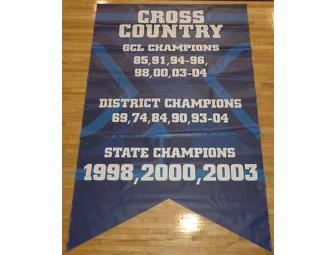 CROSS
COUNTRY
GCL CHAMPIONS
85,91,94-96,
98,00,03-04
DISTRICT CHAMPIONS
69,74,84,90,93-04
STATE CHAMPIONS
1998,2000,2003